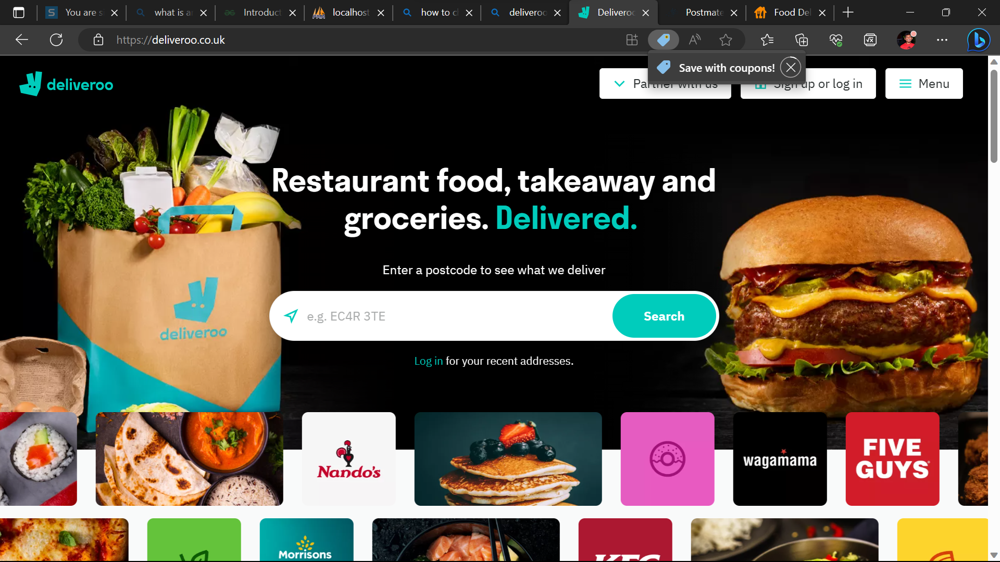 You are s
what is a
Introduct
localhost
how to c
deliveroo
Deliveroo
Postmate
Food Del
https://deliveroo.co.uk
Save with coupons!
deliveroo
Partner with us
Sign up or log in
Menu
Restaurant food, takeaway and
groceries. Delivered.
Enter a postcode to see what we deliver
e.g. EC4R 3TE
Search
Log in for your recent addresses.
deliveroo
Nando's
wagamama
FIVE
GUYS
Morrisons
KFC